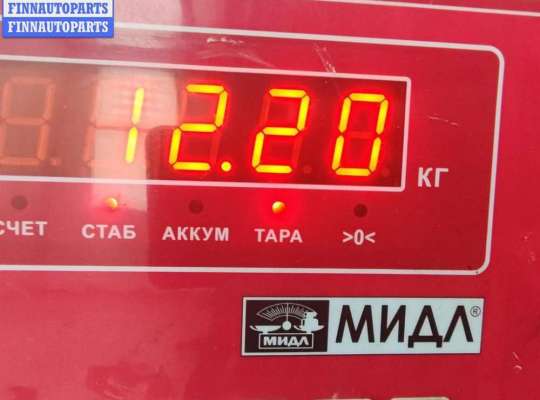 FINNAUTOPARTS
FINNAUTOPARTS
12.20
КГ
СЧЕТ СТАБ АККУМ ТАРА >0<
МИДЛ МИДЛ®